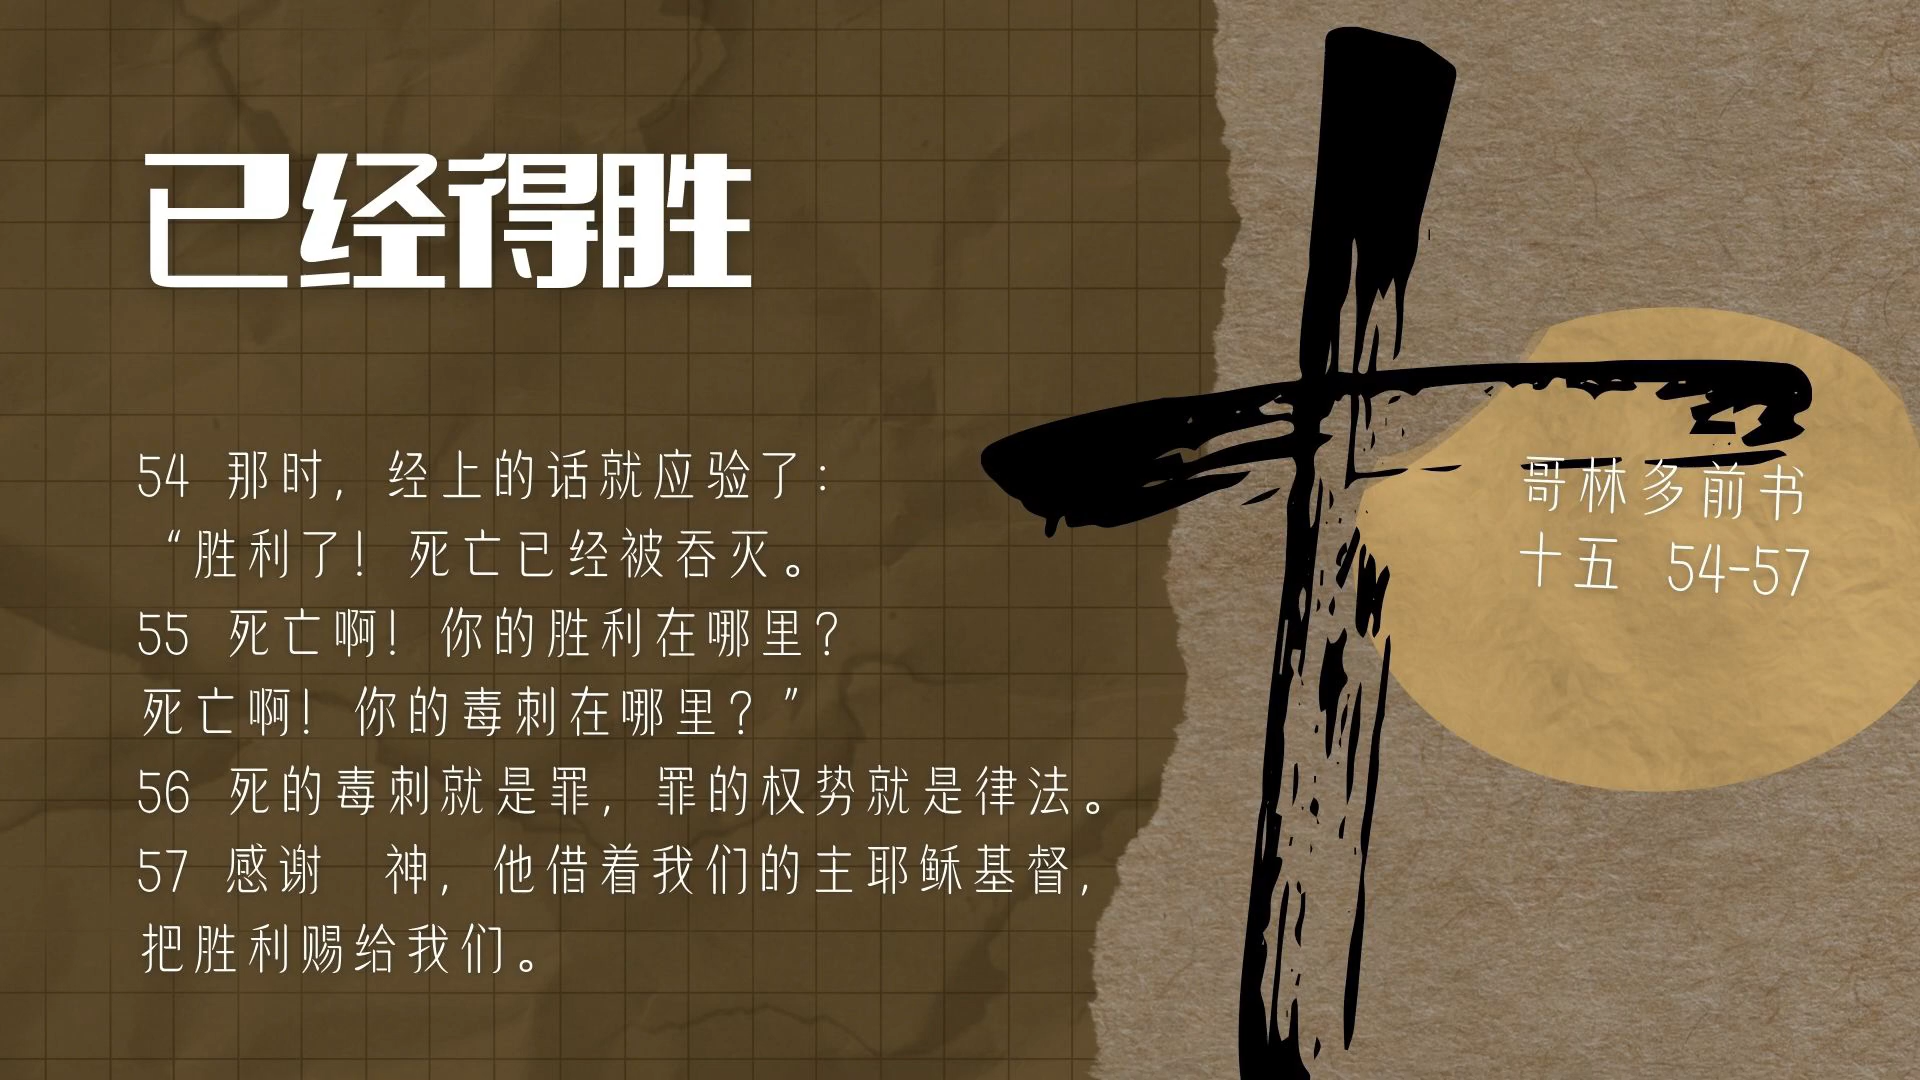 已经得胜
54 那时，经上的话就应验了：
“胜利了！死亡已经被吞灭。
55 死亡啊！你的胜利在哪里？
死亡啊！你的毒刺在哪里？”
56 死的毒刺就是罪，罪的权势就是律法。
57 感谢　神，他借着我们的主耶稣基督，
把胜利赐给我们。
哥林多前书
十五 54-57